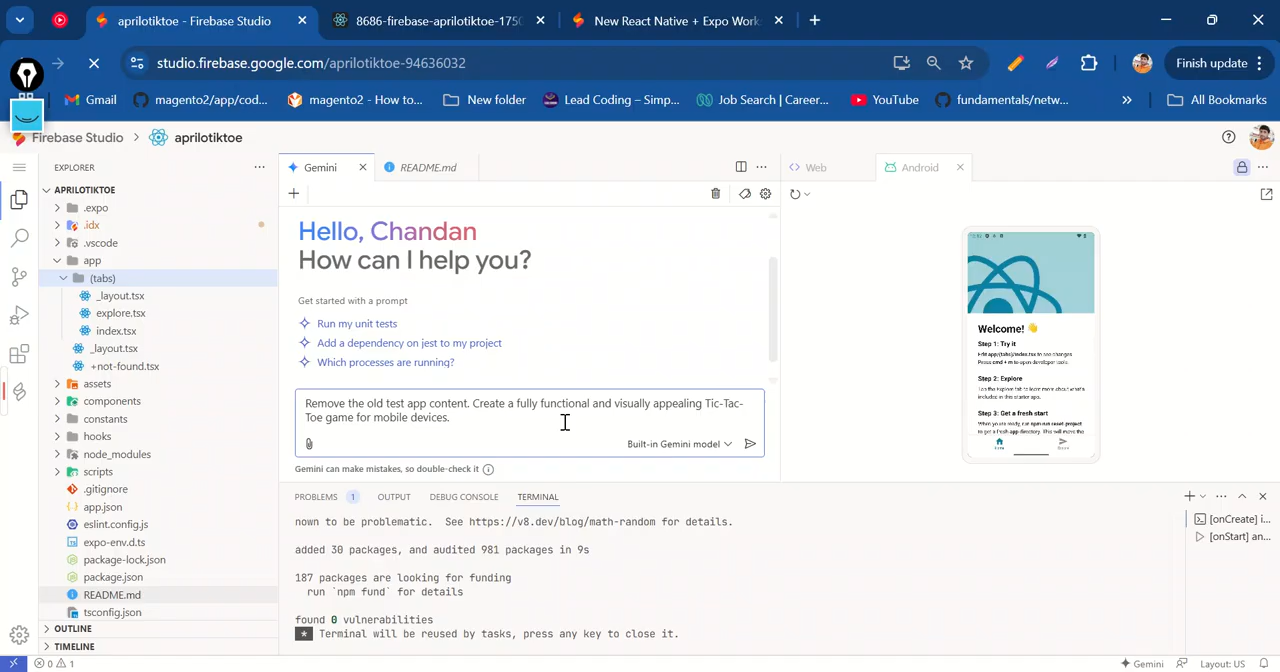 aprilotiktoe - Firebase Studio
8686-firebase-aprilotiktoe-1750
New React Native + Expo Work
studio.firebase.google.com/aprilotiktoe-94636032
Finish update
Gmail
magento2/app/cod...
magento2 - How to...
New folder
Lead Coding – Simp...
Job Search | Career...
YouTube
fundamentals/netw...
All Bookmarks
Firebase Studio
aprilotiktoe
EXPLORER
Gemini
README.md
Web
Android
APRILOTIKTOE
.expo
.idx
.vscode
app
(tabs)
_layout.tsx
explore.tsx
index.tsx
_layout.tsx
+not-found.tsx
assets
components
constants
hooks
node_modules
scripts
.gitignore
app.json
eslint.config.js
expo-env.d.ts
package-lock.json
package.json
README.md
tsconfig.json
OUTLINE
TIMELINE
Hello, Chandan
How can I help you?
Get started with a prompt
Run my unit tests
Add a dependency on jest to my project
Which processes are running?
Remove the old test app content. Create a fully functional and visually appealing Tic-Tac-
Toe game for mobile devices.
Built-in Gemini model
Gemini can make mistakes, so double-check it
Welcome! 👋
Step 1: Try it
Step 2: Explore
Step 3: Get a fresh start
PROBLEMS 1 OUTPUT DEBUG CONSOLE TERMINAL
nown to be problematic.  See https://v8.dev/blog/math-random for details.
added 30 packages, and audited 981 packages in 9s
187 packages are looking for funding
run `npm fund` for details
found 0 vulnerabilities
* Terminal will be reused by tasks, press any key to close it.
[onCreate] i...
[onStart] an...
0 1
Gemini
Layout: US